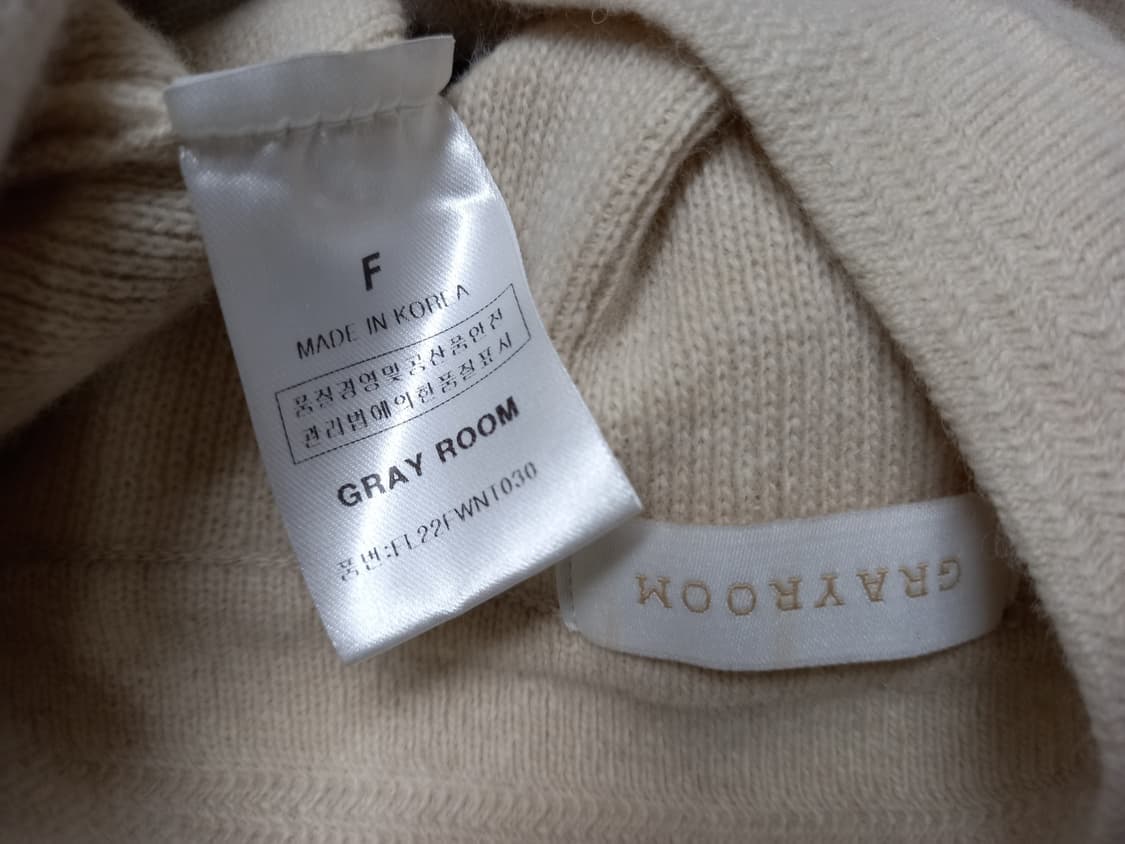 F
MADE IN KOREA
품질경영및공산품안전
관리법에의한품질표시
GRAY ROOM
품번:FL22FWNT030
GRAYROOM